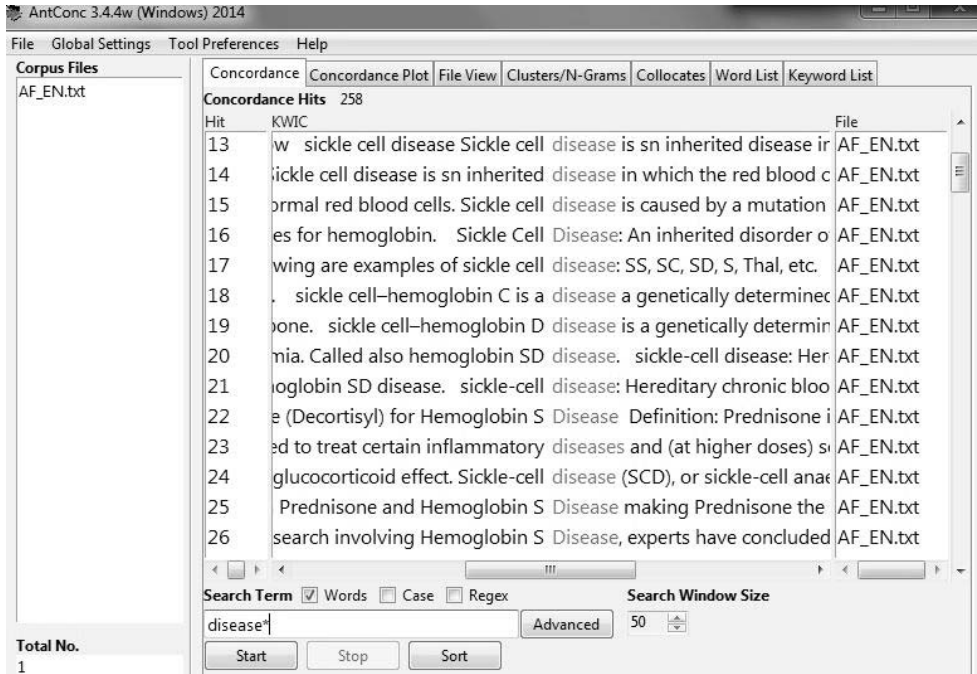 AntConc 3.4.4w (Windows) 2014
File Global Settings Tool Preferences Help
Corpus Files
AF_EN.txt
Concordance Concordance Plot File View Clusters/N-Grams Collocates Word List Keyword List
Concordance Hits 258
Hit KWIC File
13 w sickle cell disease Sickle cell disease is sn inherited disease ir AF_EN.txt
14 ickle cell disease is sn inherited disease in which the red blood c AF_EN.txt
15 ormal red blood cells. Sickle cell disease is caused by a mutation AF_EN.txt
16 es for hemoglobin. Sickle Cell Disease: An inherited disorder o AF_EN.txt
17 wing are examples of sickle cell disease: SS, SC, SD, S, Thal, etc. AF_EN.txt
18 . sickle cell–hemoglobin C is a disease a genetically determined AF_EN.txt
19 one. sickle cell–hemoglobin D disease is a genetically determin AF_EN.txt
20 mia. Called also hemoglobin SD disease. sickle-cell disease: Her AF_EN.txt
21 noglobin SD disease. sickle-cell disease: Hereditary chronic bloo AF_EN.txt
22 e (Decortisyl) for Hemoglobin S Disease Definition: Prednisone i AF_EN.txt
23 ed to treat certain inflammatory diseases and (at higher doses) s AF_EN.txt
24 glucocorticoid effect. Sickle-cell disease (SCD), or sickle-cell anae AF_EN.txt
25 Prednisone and Hemoglobin S Disease making Prednisone the AF_EN.txt
26 search involving Hemoglobin S Disease, experts have concluded AF_EN.txt
Search Term Words Case Regex Search Window Size
disease* Advanced 50
Total No.
1
Start Stop Sort